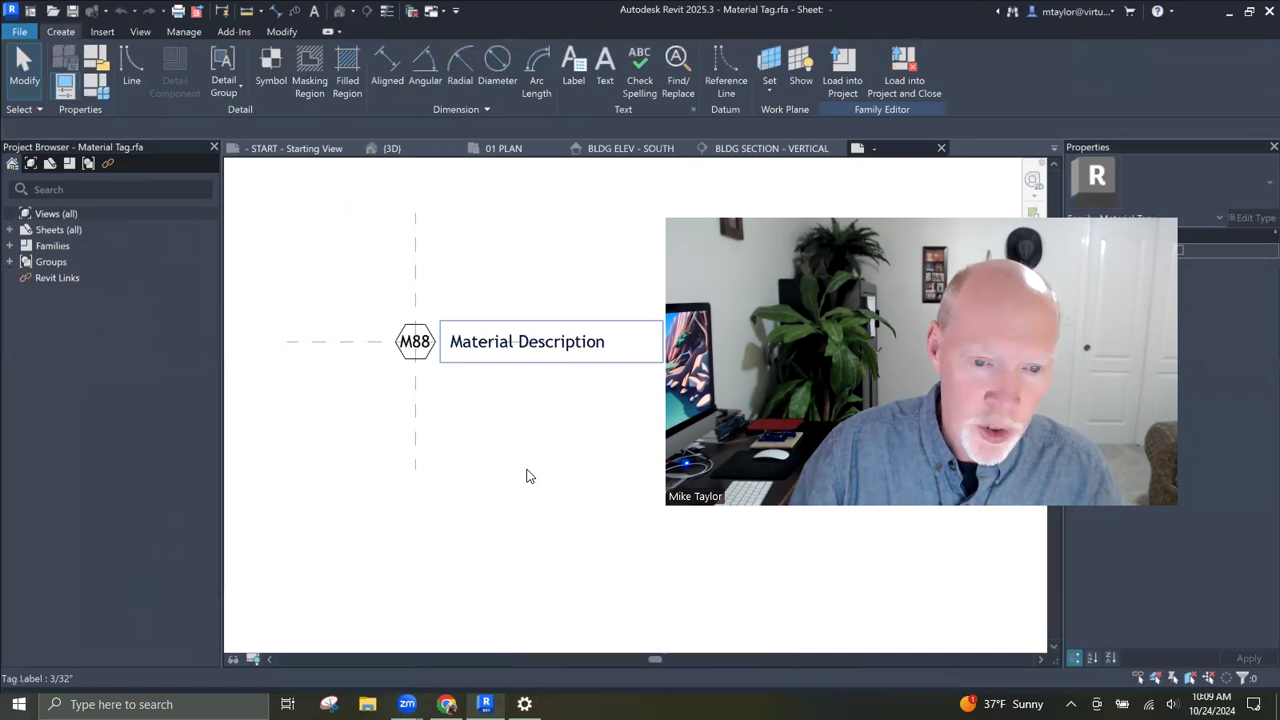 Autodesk Revit 2025.3 - Material Tag.rfa - Sheet: -
mtaylor@virtu...
File Create Insert View Manage Add-Ins Modify
Modify
Line
Detail
Component
Detail
Group
Symbol
Masking
Region
Filled
Region
Aligned
Angular
Radial
Diameter
Arc
Length
Label
Text
ABC
Check
Spelling
Find/
Replace
Reference
Line
Set
Show
Load into
Project
Load into
Project and Close
Select
Properties
Detail
Dimension
Text
Datum
Work Plane
Family Editor
Project Browser - Material Tag.rfa
- START - Starting View
{3D}
01 PLAN
BLDG ELEV - SOUTH
BLDG SECTION - VERTICAL
-
Properties
Search
Views (all)
Sheets (all)
Families
Groups
Revit Links
R
Edit Type
M88
Material Description
Mike Taylor
Apply
Tag Label : 3/32"
:0
Type here to search
zm
37°F Sunny
10:09 AM
10/24/2024